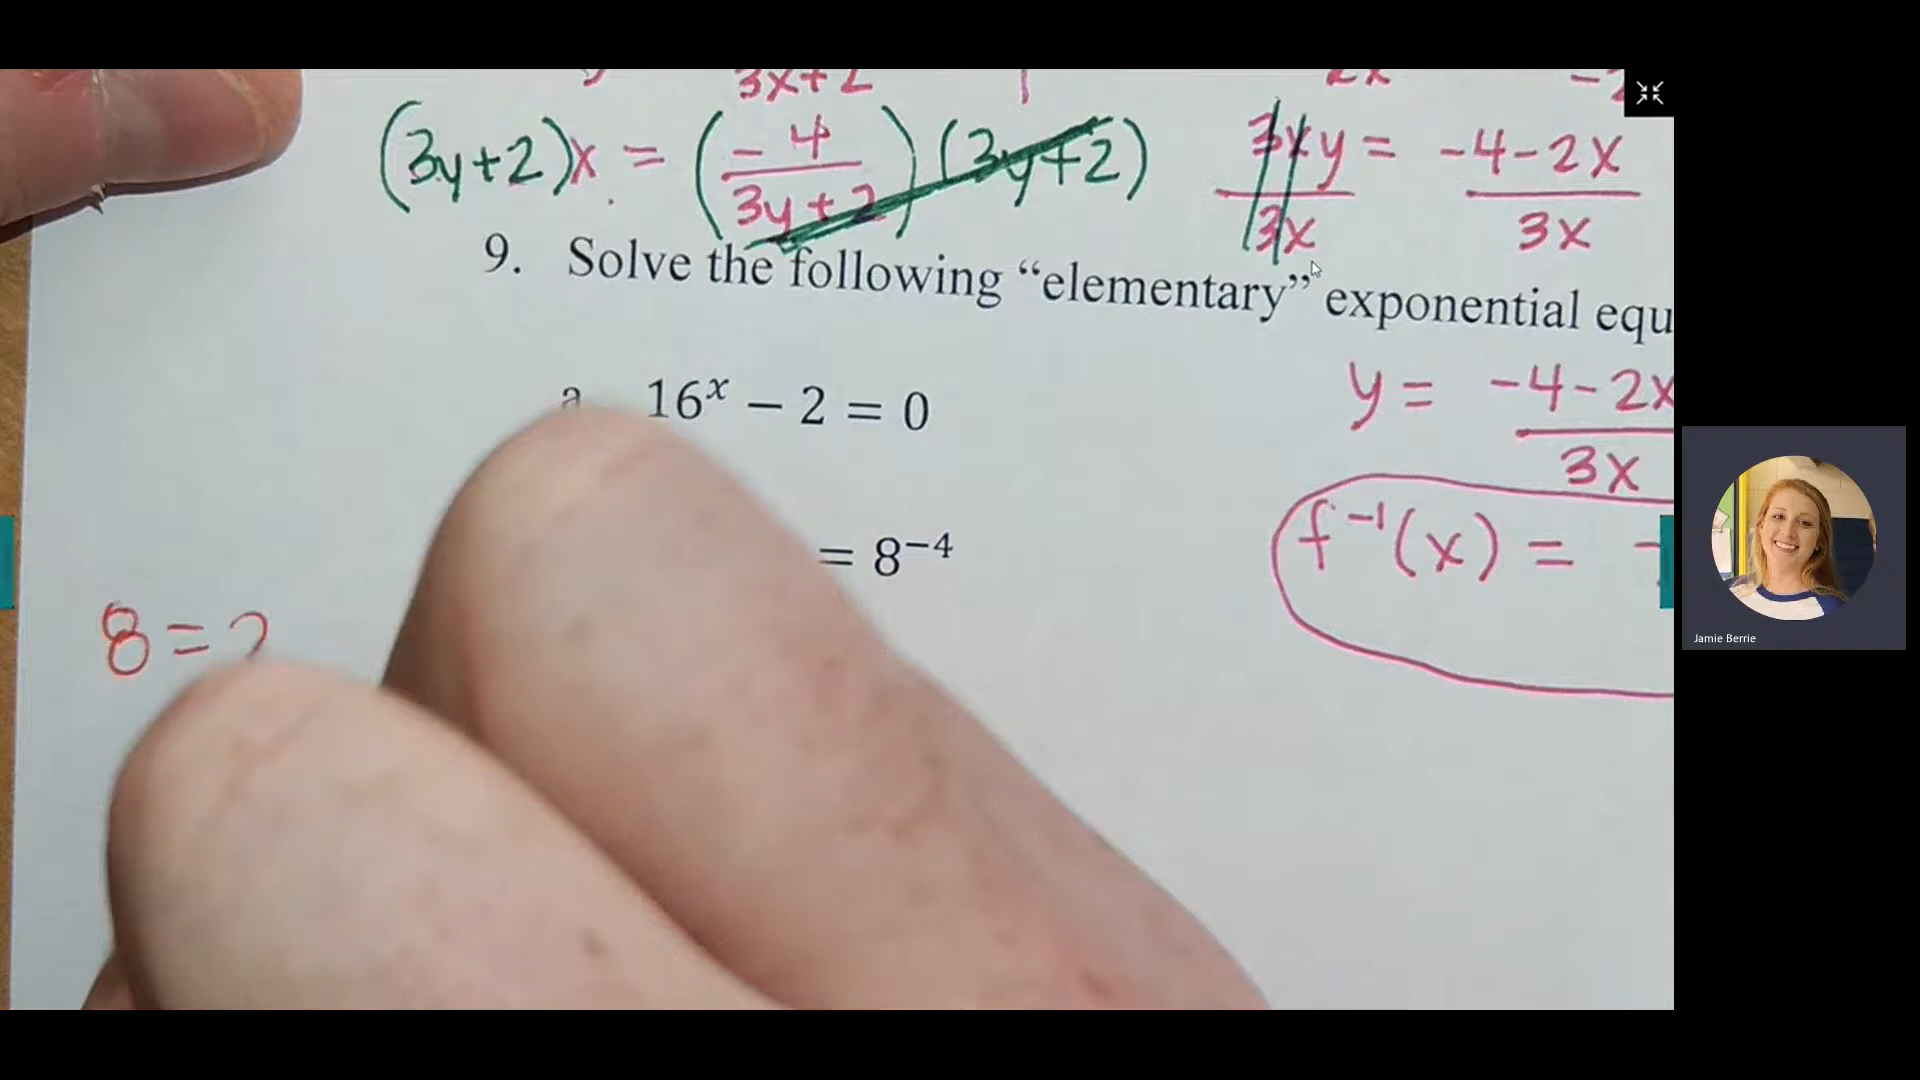 3x+2
(3y+2)x = (-4/3y+2)(3y+2)
3xy/3x = -4-2x/3x
9. Solve the following “elementary” exponential equ
a 16ˣ − 2 = 0
y = -4-2x/3x
= 8⁻⁴
f⁻¹(x) = -
8 = 2
Jamie Berrie